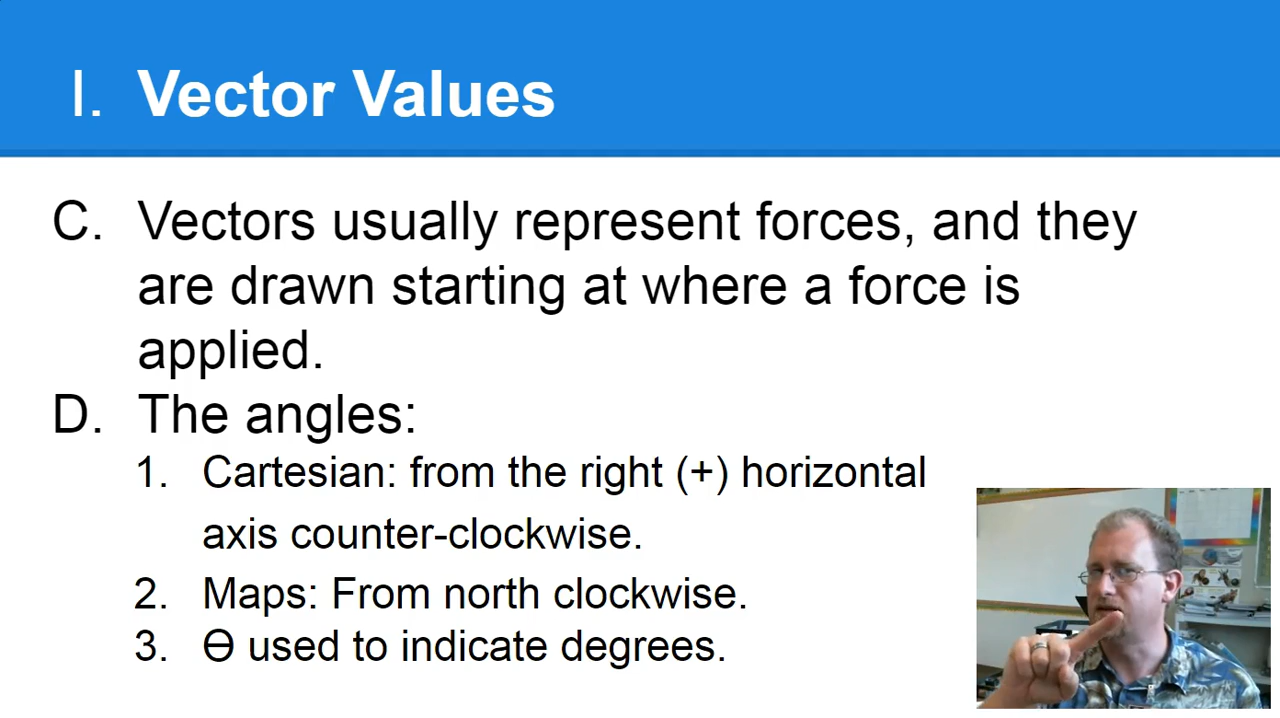 I. Vector Values
C. Vectors usually represent forces, and they
are drawn starting at where a force is
applied.
D. The angles:
1. Cartesian: from the right (+) horizontal
axis counter-clockwise.
2. Maps: From north clockwise.
3. Ө used to indicate degrees.